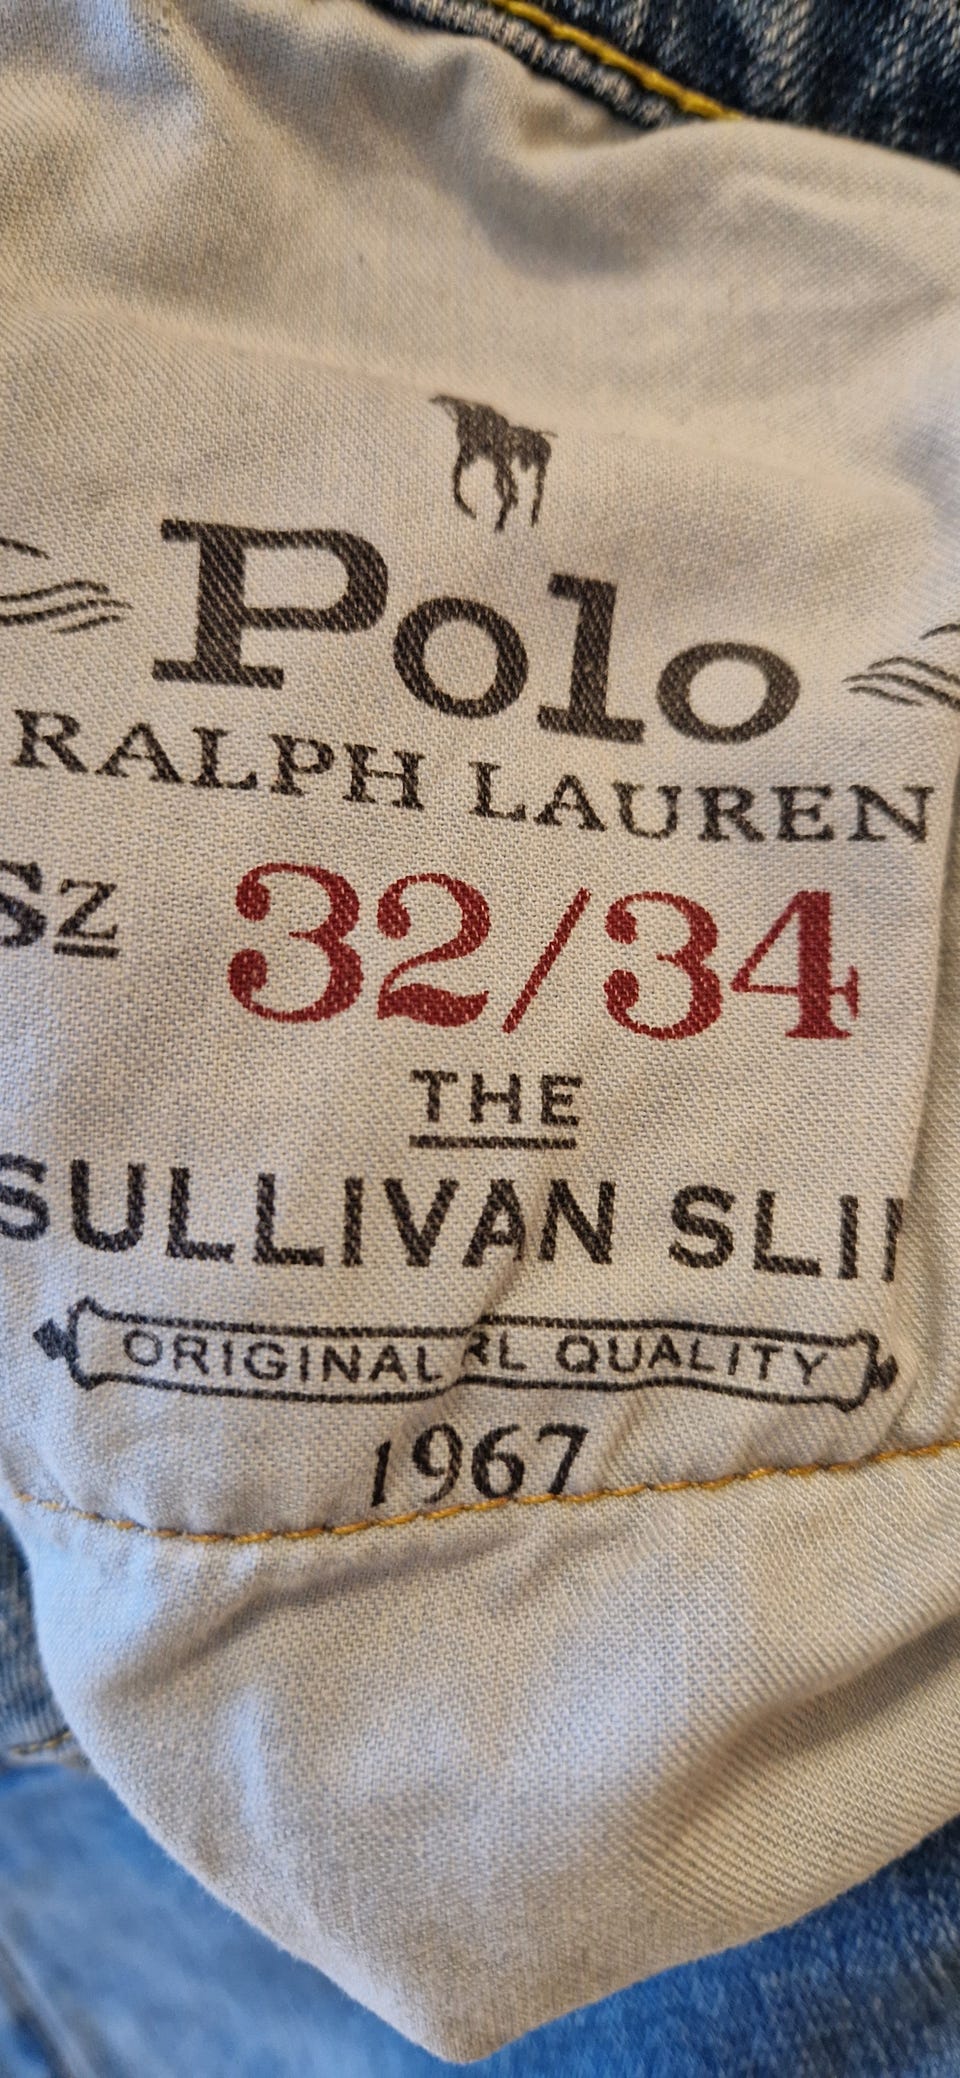 Polo
RALPH LAUREN
Sz 32/34
THE
SULLIVAN SLI
ORIGINAL RL QUALITY
1967